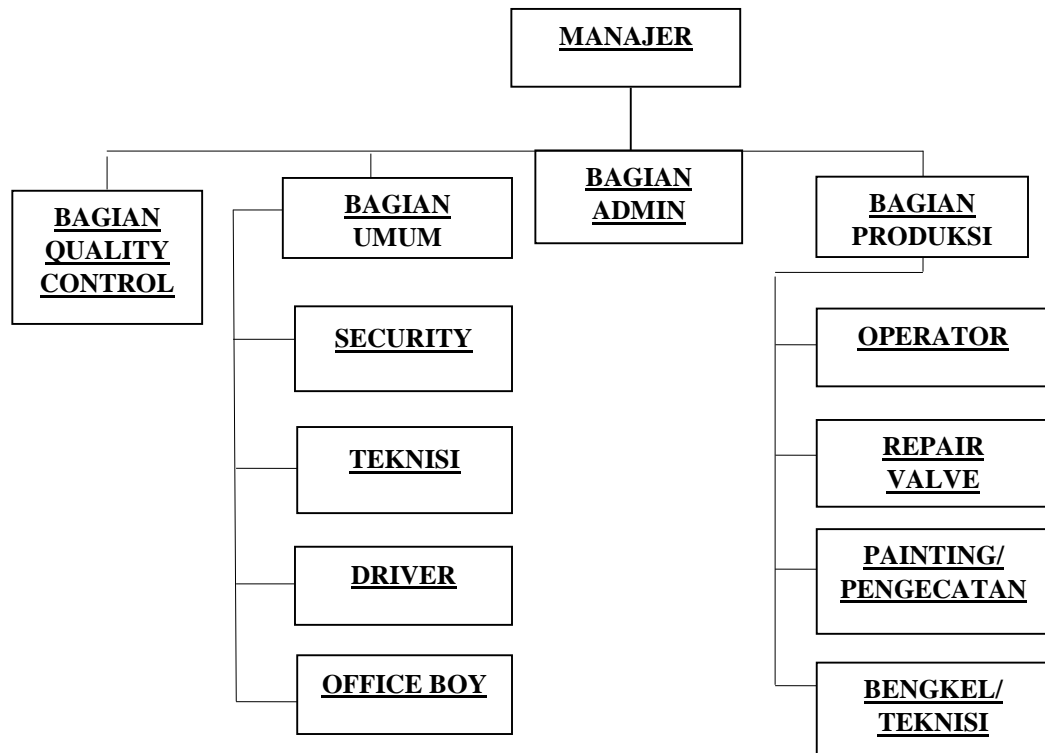 MANAJER
BAGIAN
QUALITY
CONTROL
BAGIAN
UMUM
BAGIAN
ADMIN
BAGIAN
PRODUKSI
SECURITY
TEKNISI
DRIVER
OFFICE BOY
OPERATOR
REPAIR
VALVE
PAINTING/
PENGECATAN
BENGKEL/
TEKNISI